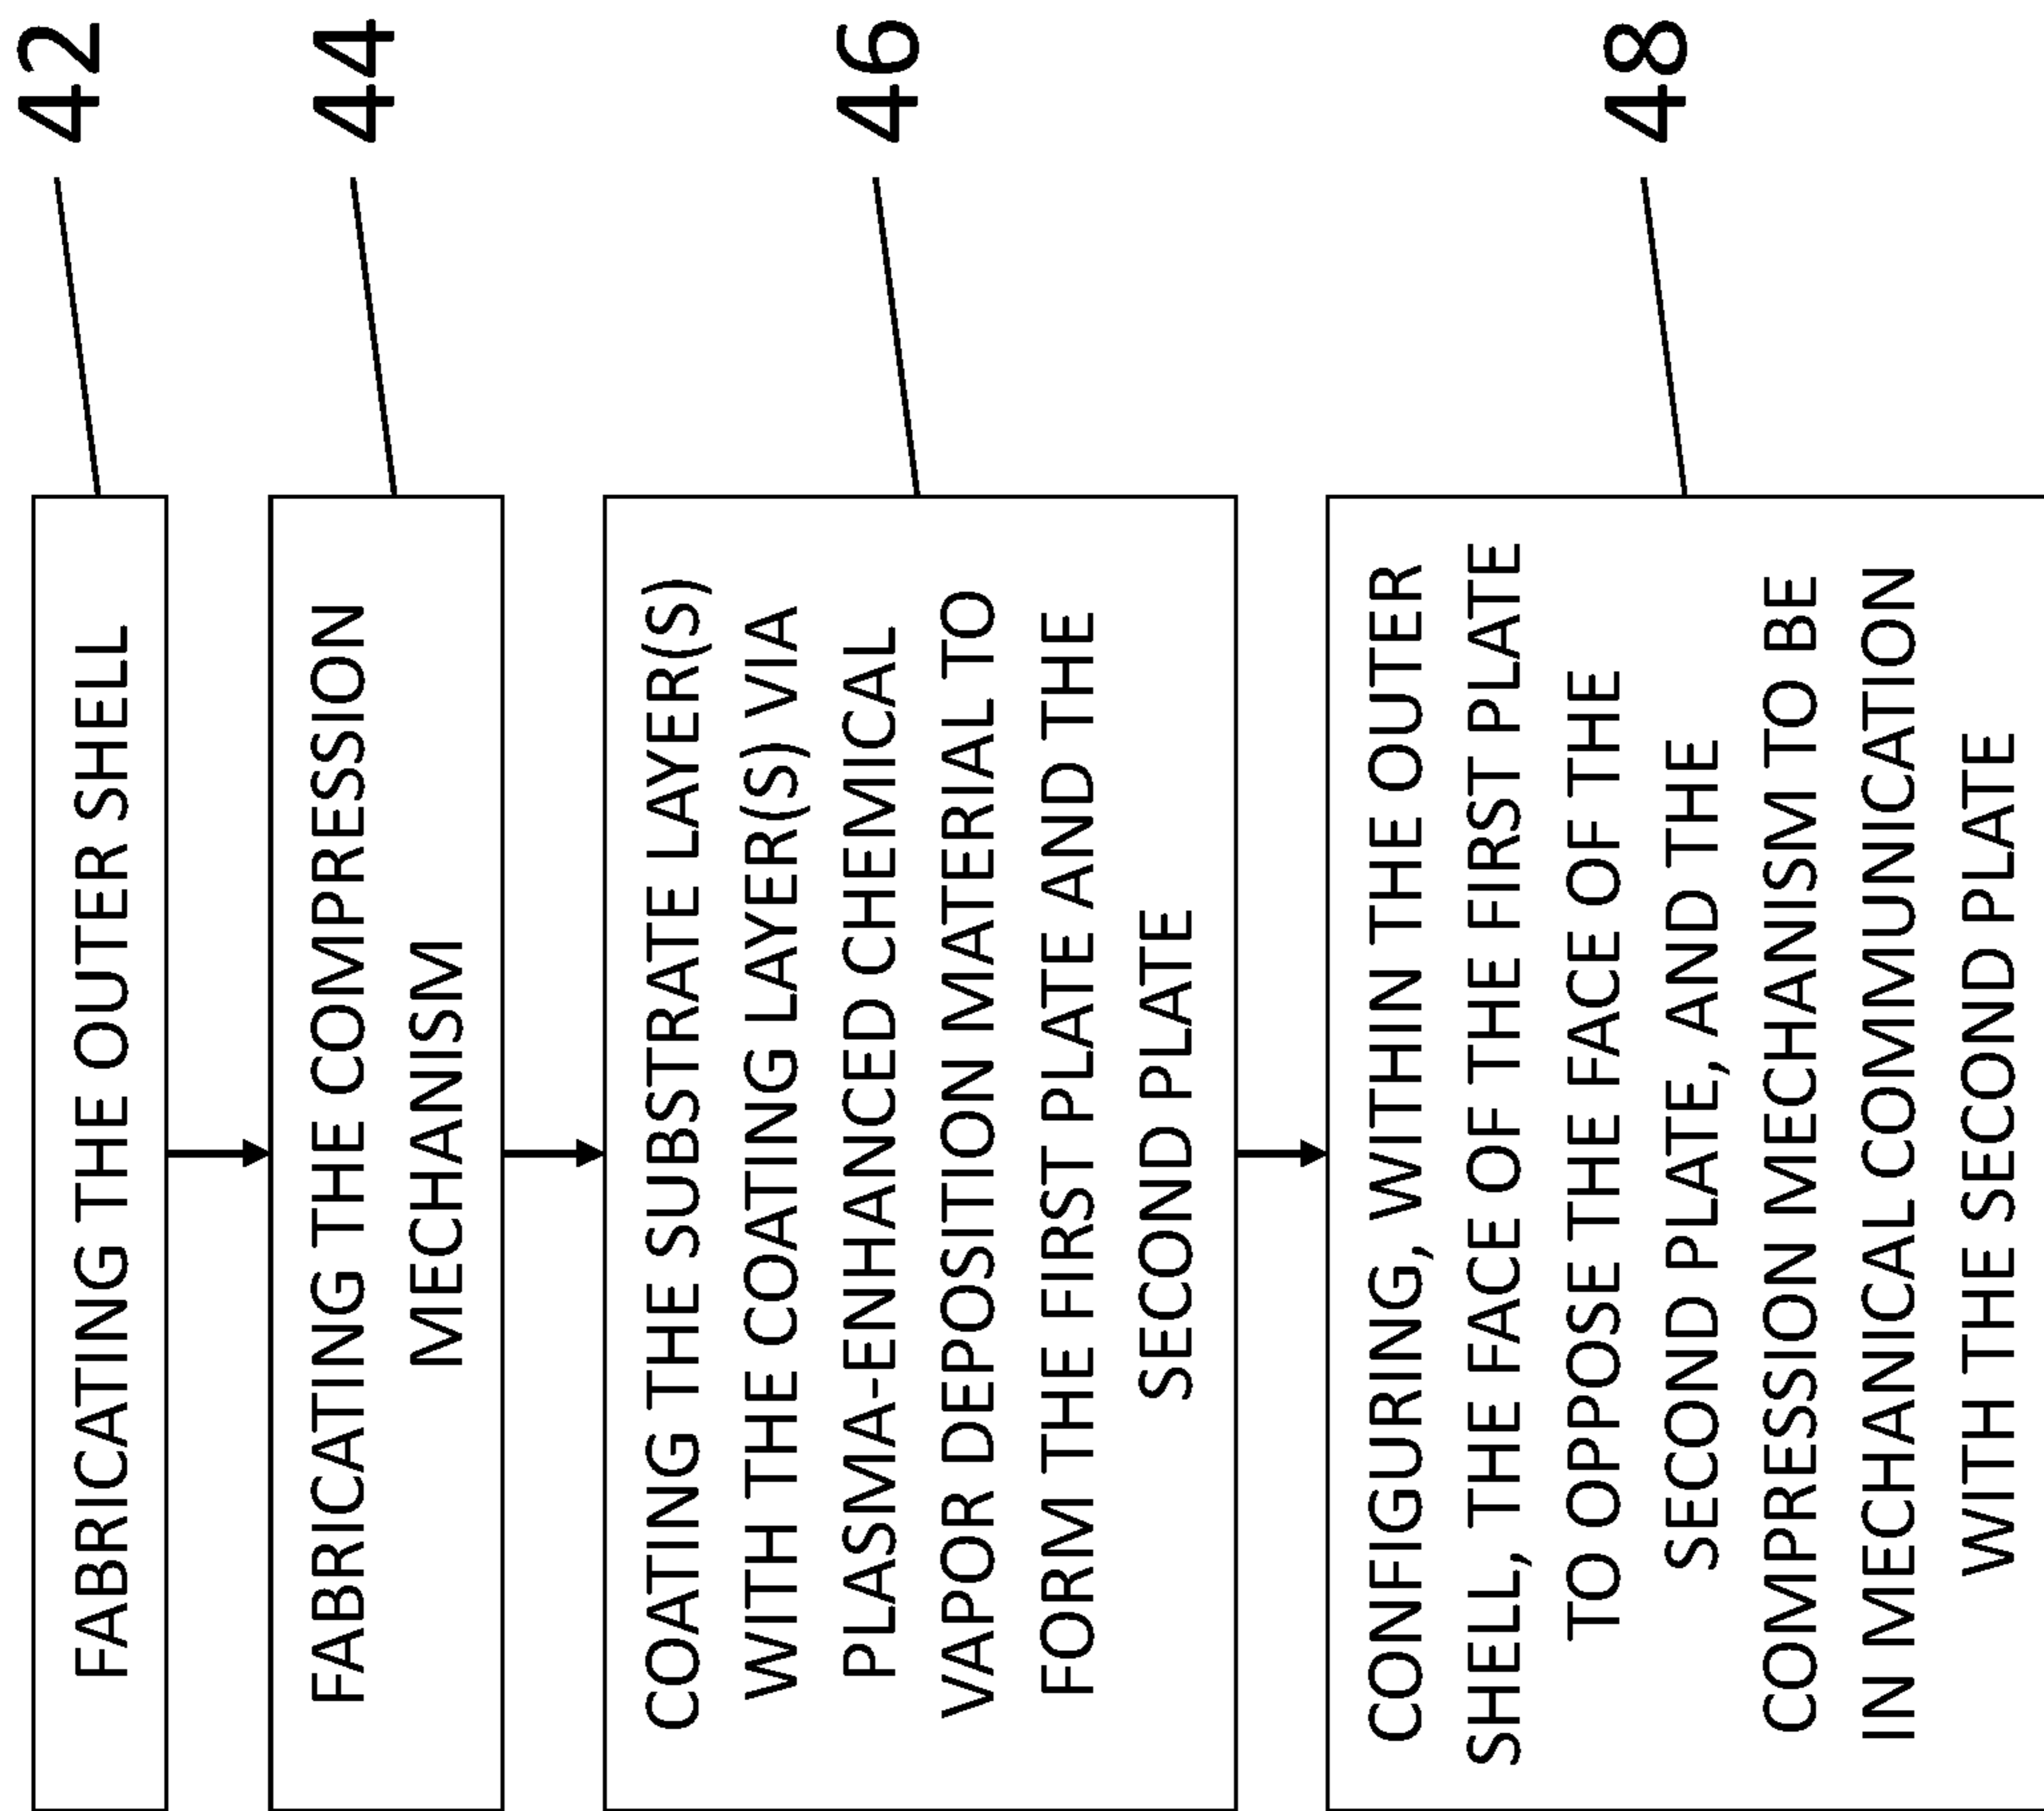 FABRICATING THE OUTER SHELL
42
FABRICATING THE COMPRESSION
MECHANISM
44
COATING THE SUBSTRATE LAYER(S)
WITH THE COATING LAYER(S) VIA
PLASMA-ENHANCED CHEMICAL
VAPOR DEPOSITION MATERIAL TO
FORM THE FIRST PLATE AND THE
SECOND PLATE
46
CONFIGURING, WITHIN THE OUTER
SHELL, THE FACE OF THE FIRST PLATE
TO OPPOSE THE FACE OF THE
SECOND PLATE, AND THE
COMPRESSION MECHANISM TO BE
IN MECHANICAL COMMUNICATION
WITH THE SECOND PLATE
48